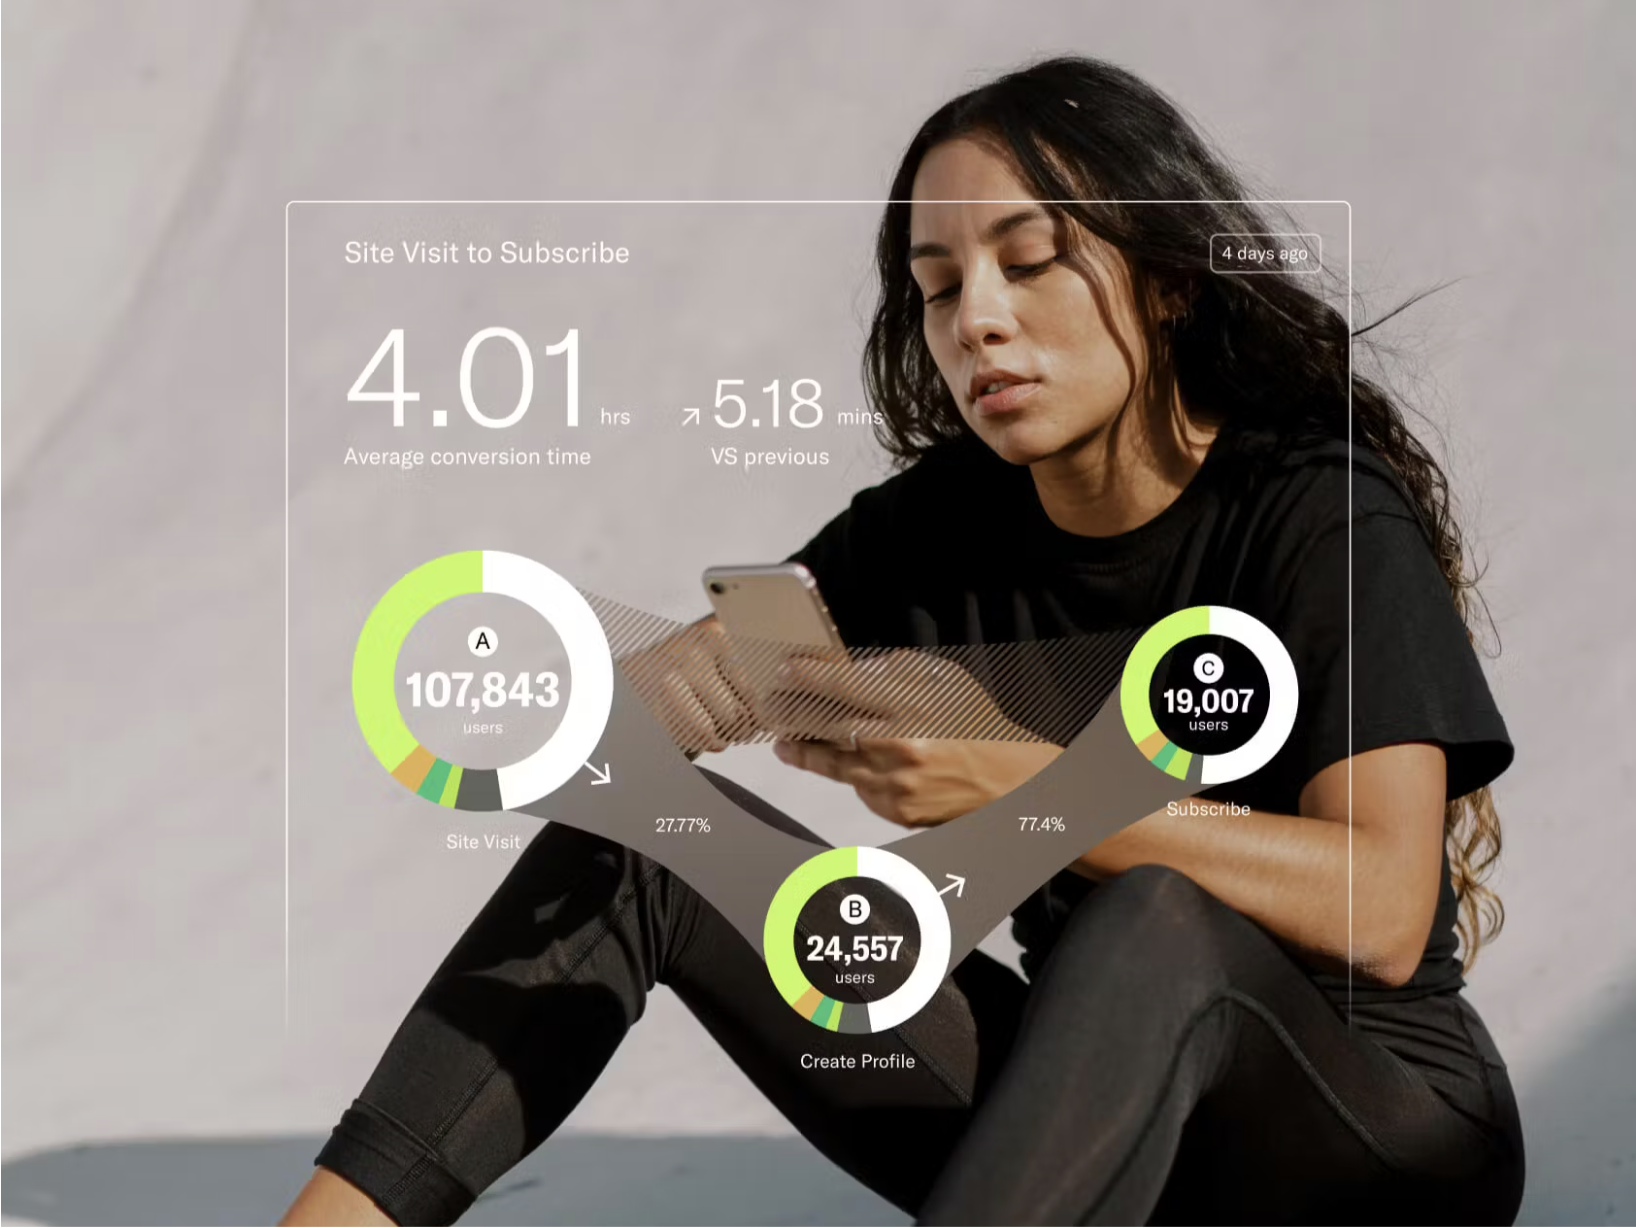 Site Visit to Subscribe
4 days ago
4.01 hrs
↗ 5.18 mins
Average conversion time
VS previous
A
107,843
users
Site Visit
27.77%
B
24,557
users
Create Profile
77.4%
C
19,007
users
Subscribe